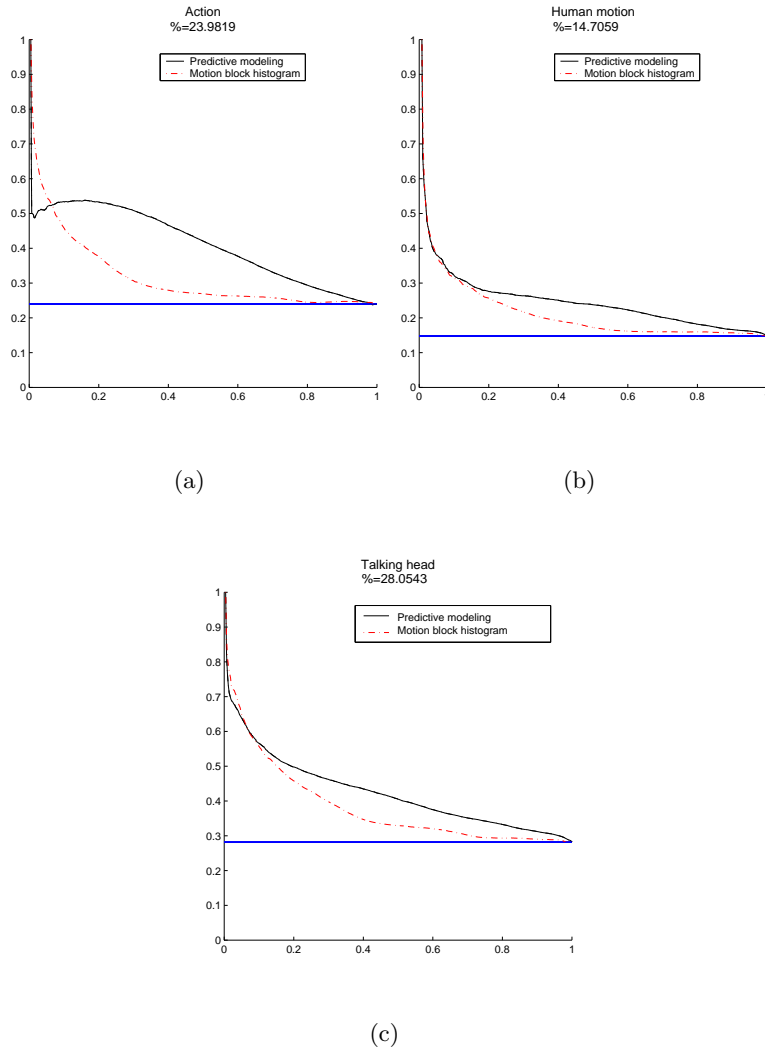 Action
%=23.9819
Predictive modeling
Motion block histogram
1
0.9
0.8
0.7
0.6
0.5
0.4
0.3
0.2
0.1
0
0 0.2 0.4 0.6 0.8 1
(a)
Human motion
%=14.7059
Predictive modeling
Motion block histogram
1
0.9
0.8
0.7
0.6
0.5
0.4
0.3
0.2
0.1
0
0 0.2 0.4 0.6 0.8
(b)
Talking head
%=28.0543
Predictive modeling
Motion block histogram
1
0.9
0.8
0.7
0.6
0.5
0.4
0.3
0.2
0.1
0
0 0.2 0.4 0.6 0.8 1
(c)